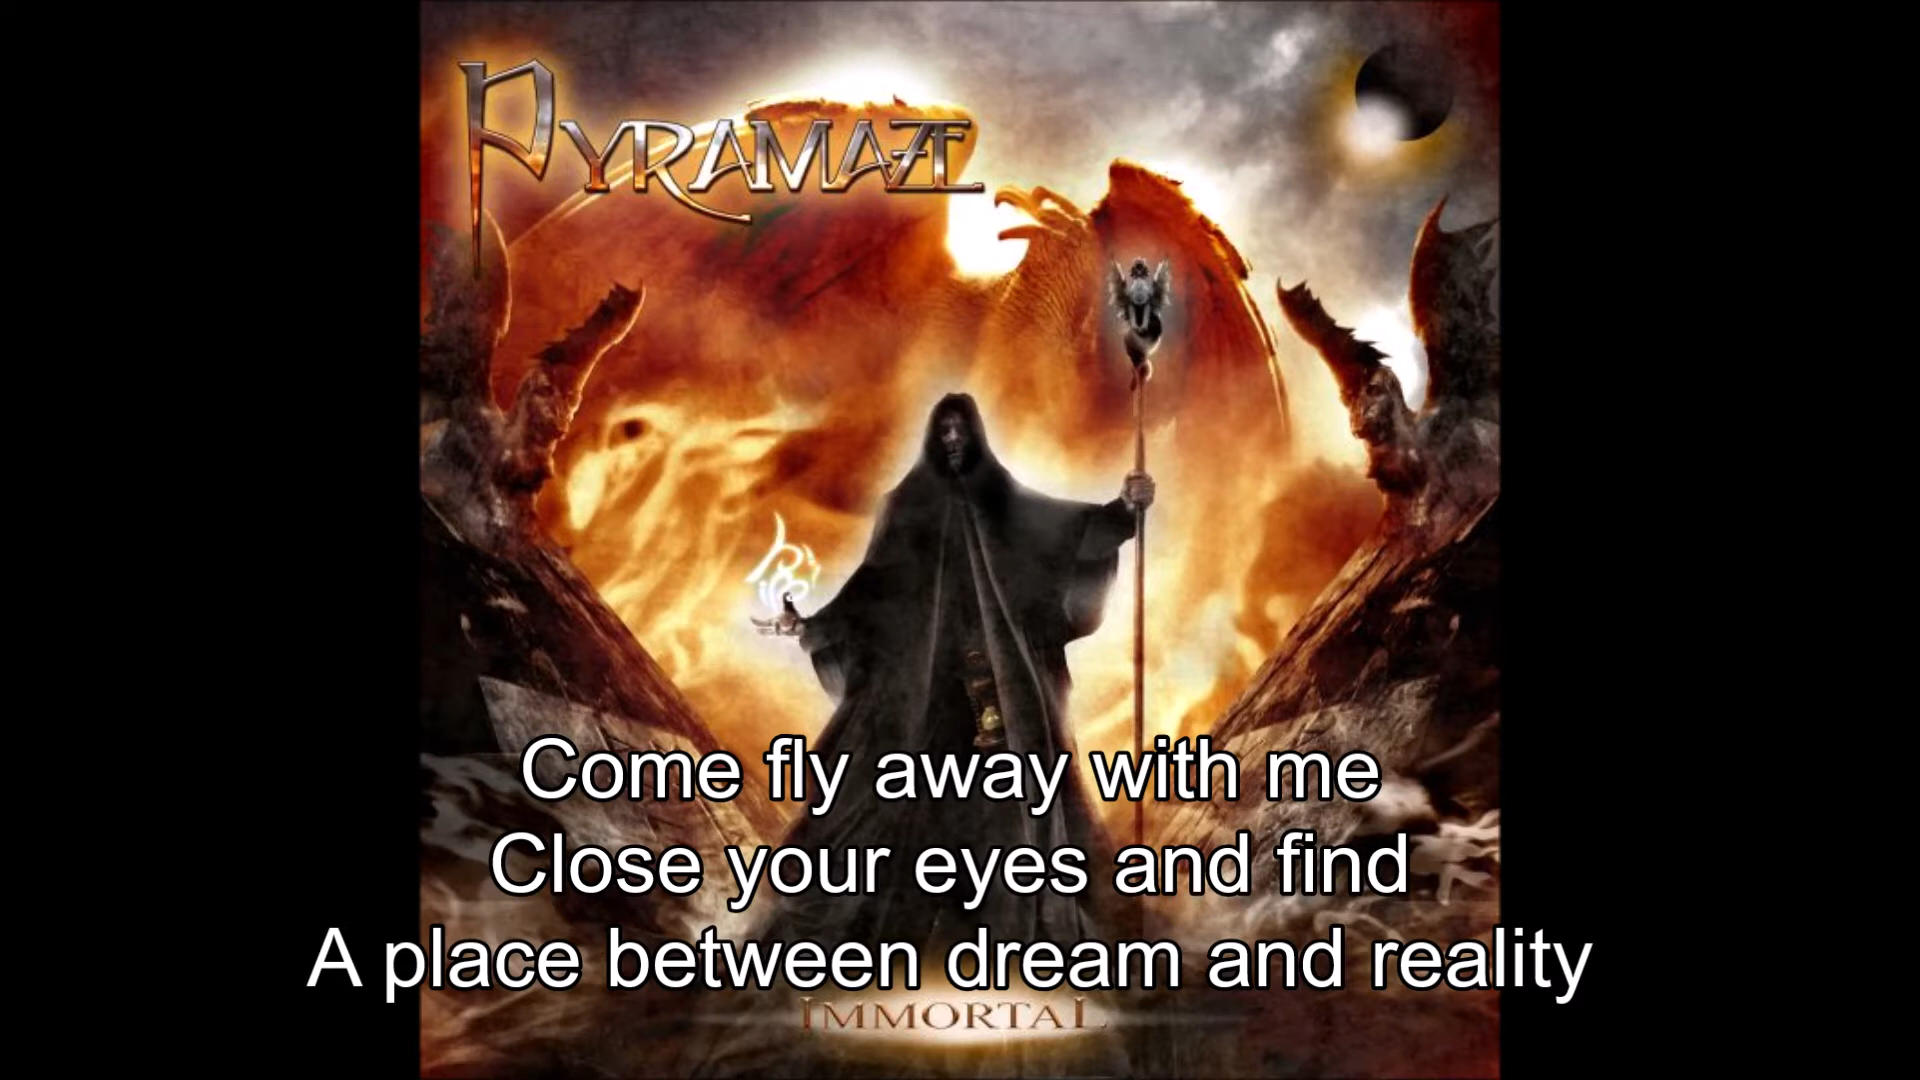 PYRAMAZE
Come fly away with me
Close your eyes and find
A place between dream and reality
IMMORTAL